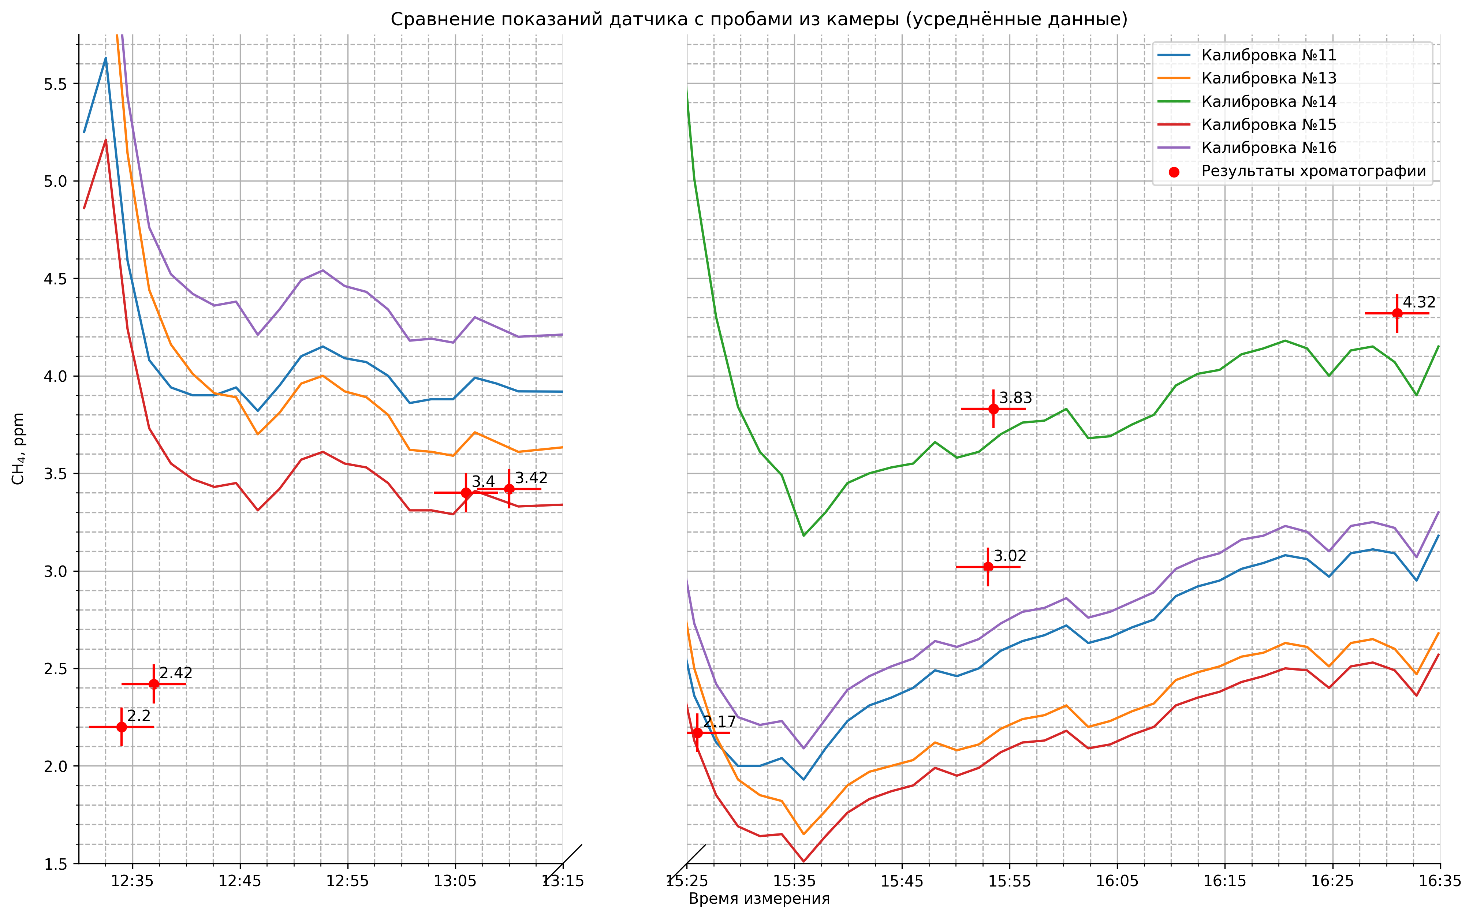 Сравнение показаний датчика с пробами из камеры (усреднённые данные)
Калибровка №11
Калибровка №13
Калибровка №14
Калибровка №15
Калибровка №16
Результаты хроматографии
CH₄, ppm
5.5
5.0
4.5
4.0
3.5
3.0
2.5
2.0
1.5
4.32
3.83
3.4
3.42
3.02
2.42
2.2
2.17
12:35 12:45 12:55 13:05 13:15 15:25 15:35 15:45 15:55 16:05 16:15 16:25 16:35
Время измерения